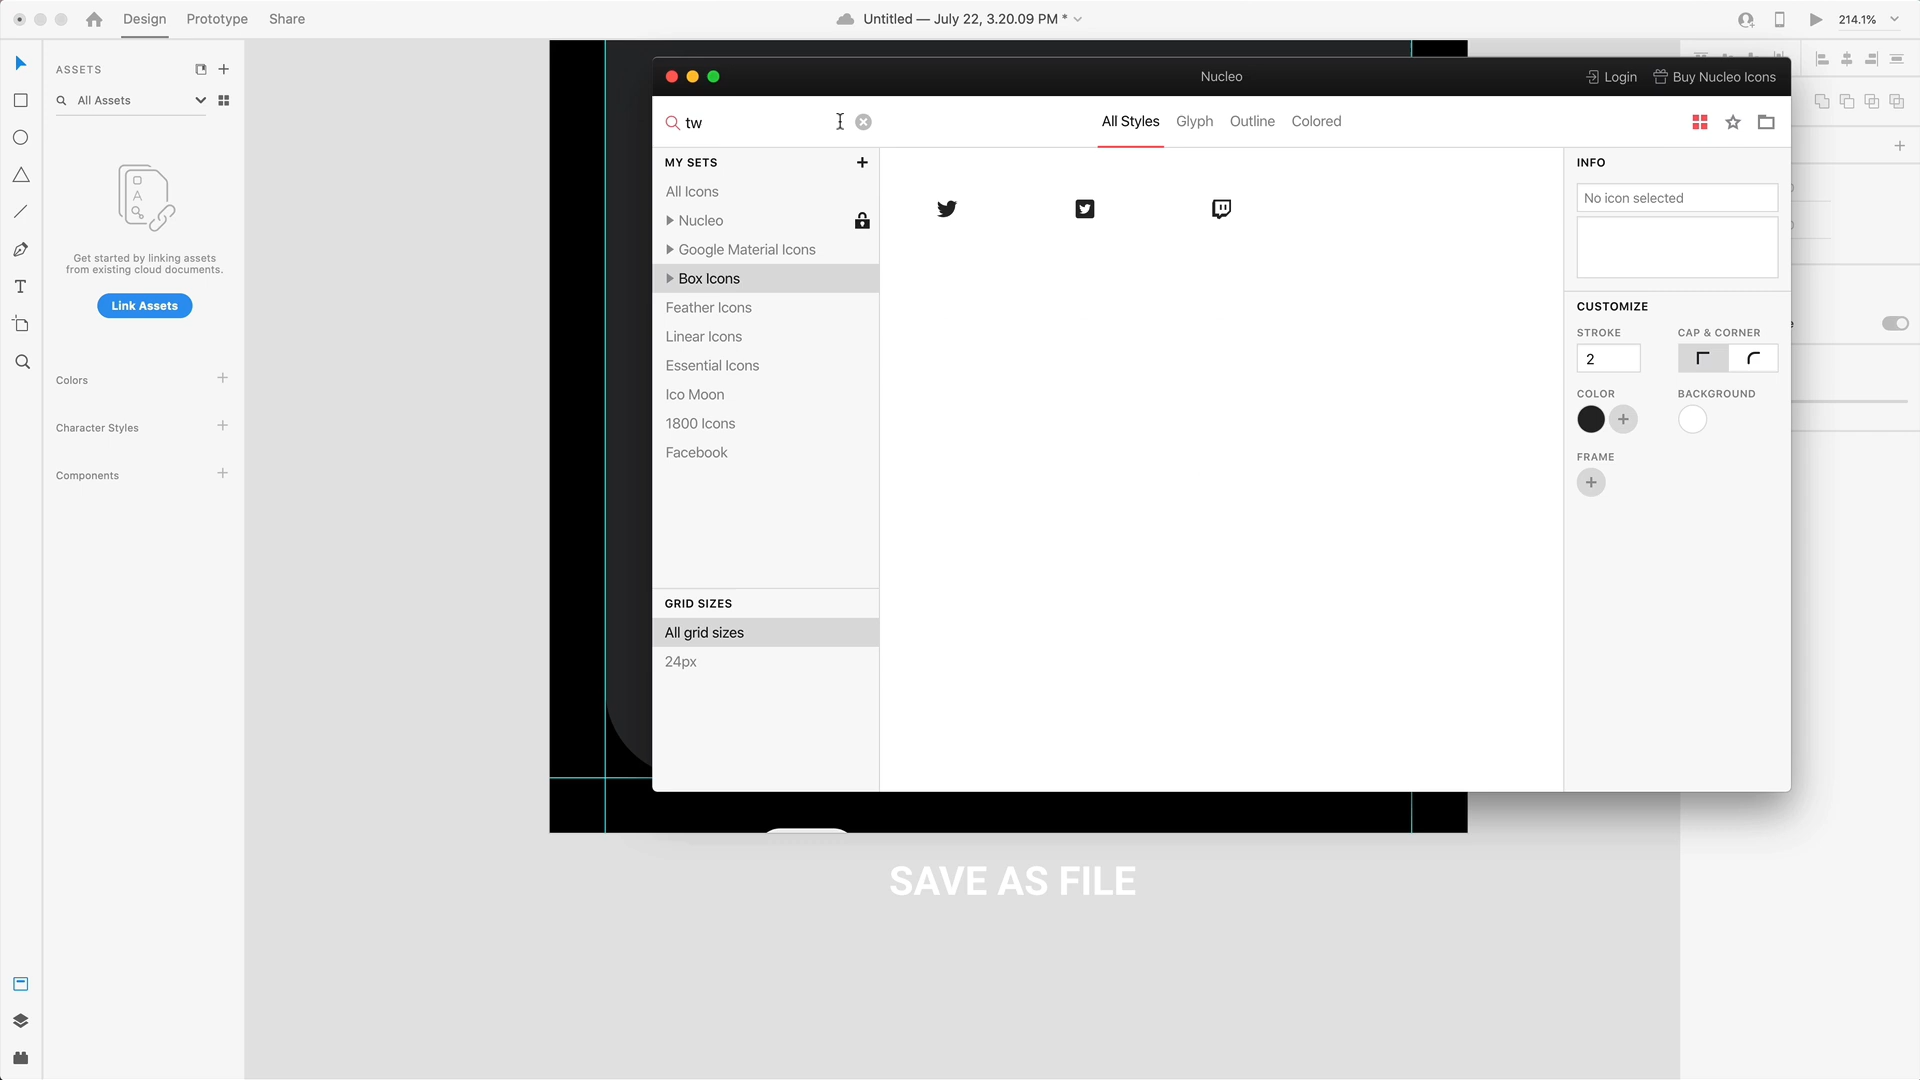 Design Prototype Share
Untitled — July 22, 3.20.09 PM *
214.1%
ASSETS
All Assets
Get started by linking assets
from existing cloud documents.
Link Assets
Colors
Character Styles
Components
Nucleo
Login
Buy Nucleo Icons
tw
All Styles Glyph Outline Colored
MY SETS
All Icons
Nucleo
Google Material Icons
Box Icons
Feather Icons
Linear Icons
Essential Icons
Ico Moon
1800 Icons
Facebook
GRID SIZES
All grid sizes
24px
INFO
No icon selected
CUSTOMIZE
STROKE
CAP & CORNER
2
COLOR
BACKGROUND
FRAME
SAVE AS FILE